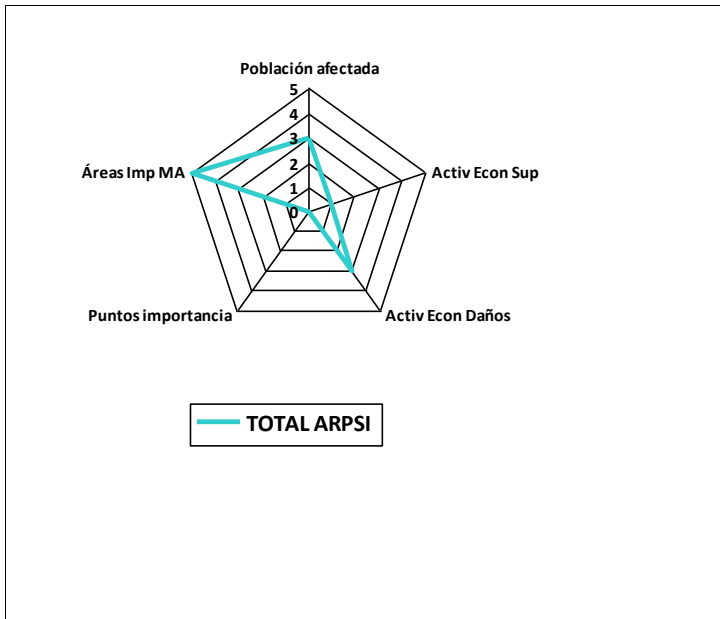 Población afectada
5
4
3
2
1
0
Áreas Imp MA
Activ Econ Sup
Puntos importancia
Activ Econ Daños
TOTAL ARPSI